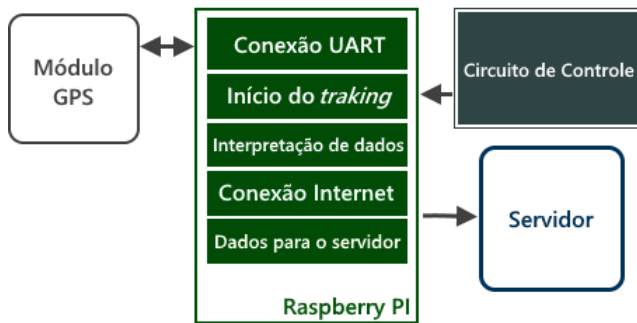 Módulo
GPS
Conexão UART
Início do traking
Interpretação de dados
Conexão Internet
Dados para o servidor
Raspberry PI
Circuito de Controle
Servidor